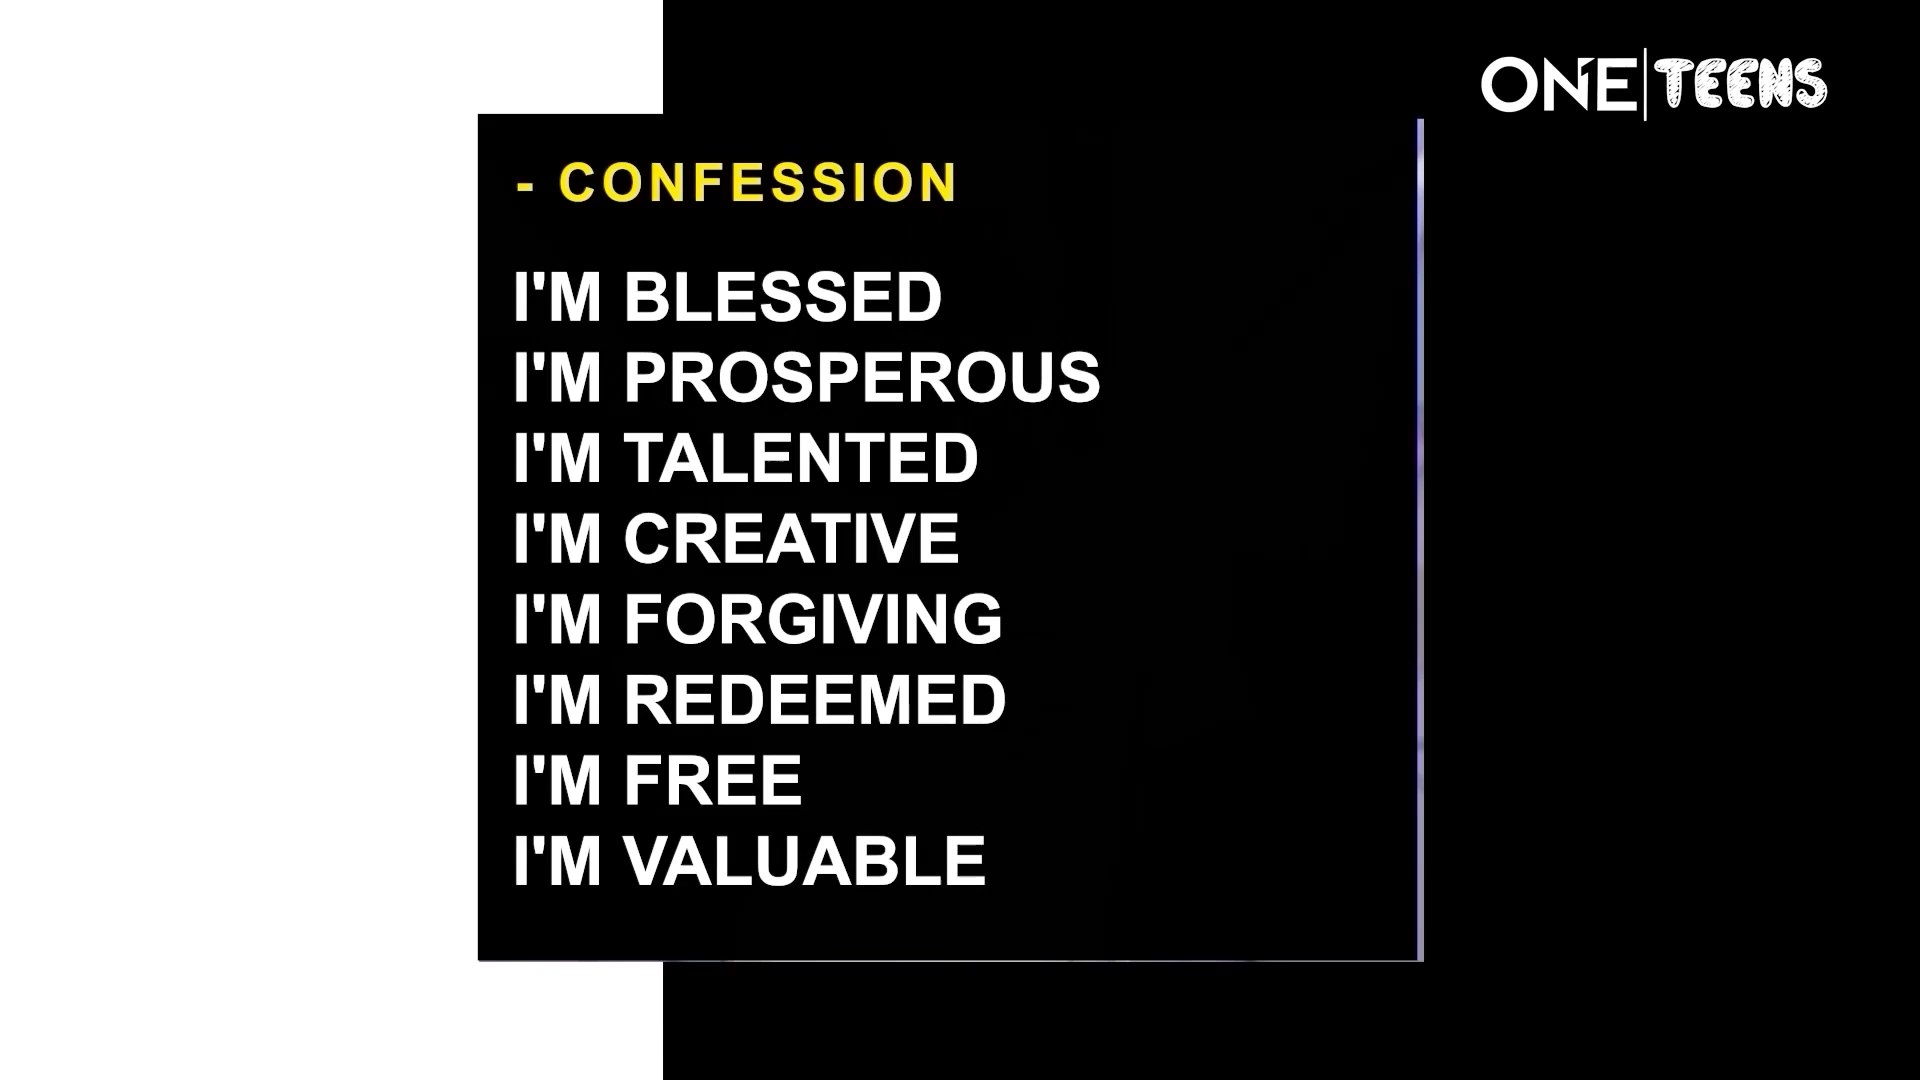 ONE TEENS
- CONFESSION
I'M BLESSED
I'M PROSPEROUS
I'M TALENTED
I'M CREATIVE
I'M FORGIVING
I'M REDEEMED
I'M FREE
I'M VALUABLE